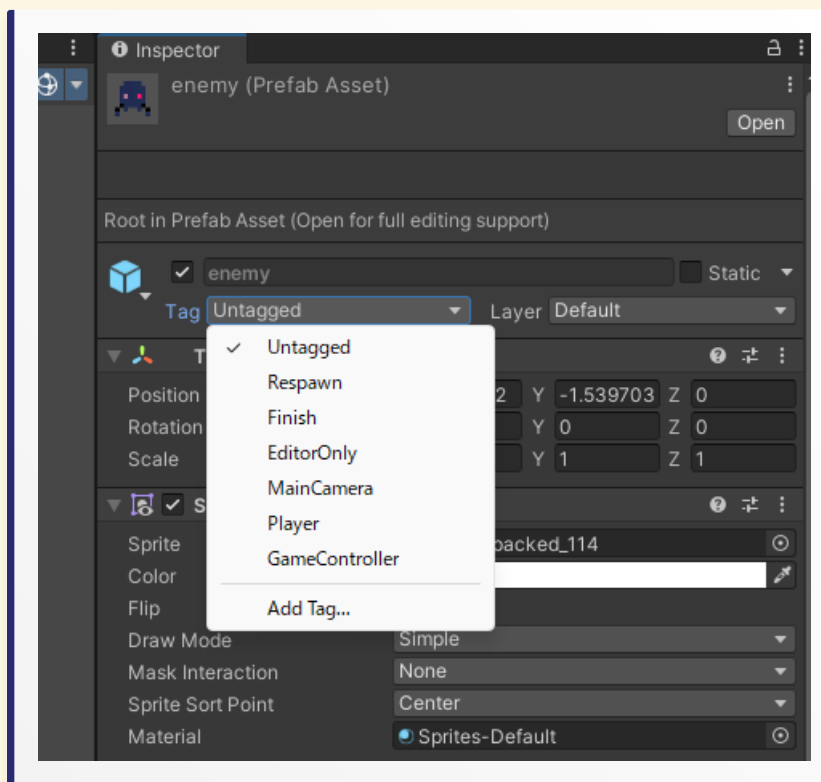 Inspector
enemy (Prefab Asset)
Open
Root in Prefab Asset (Open for full editing support)
enemy Static
Tag Untagged Layer Default
Untagged
Respawn
Finish
EditorOnly
MainCamera
Player
GameController
Add Tag...
T
Position 2 Y -1.539703 Z 0
Rotation Y 0 Z 0
Scale Y 1 Z 1
S
Sprite packed_114
Color
Flip
Draw Mode Simple
Mask Interaction None
Sprite Sort Point Center
Material Sprites-Default